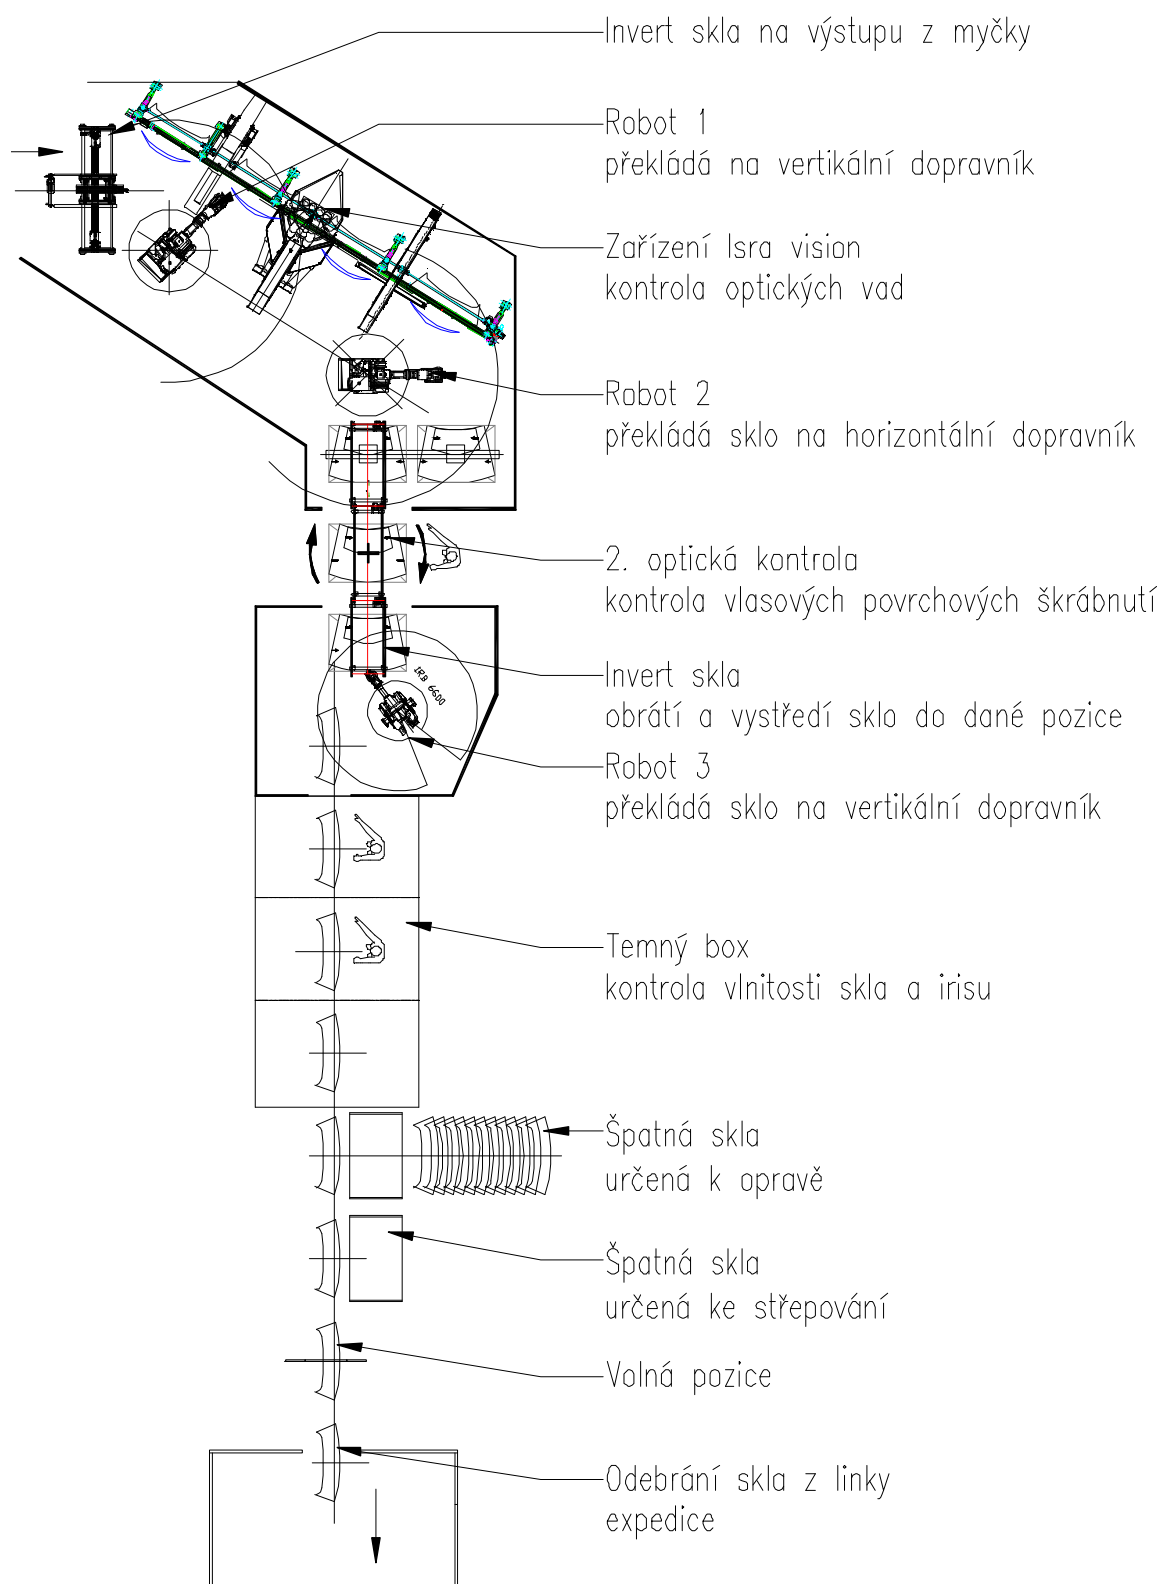 Invert skla na výstupu z myčky
Robot 1
překládá na vertikální dopravník
Zařízení Isra vision
kontrola optických vad
Robot 2
překládá sklo na horizontální dopravník
2. optická kontrola
kontrola vlasových povrchových škrábnutí
Invert skla
obrátí a vystředí sklo do dané pozice
IRB 6600
Robot 3
překládá sklo na vertikální dopravník
Temný box
kontrola vlnitosti skla a irisu
Špatná skla
určená k opravě
Špatná skla
určená ke střepování
Volná pozice
Odebrání skla z linky
expedice